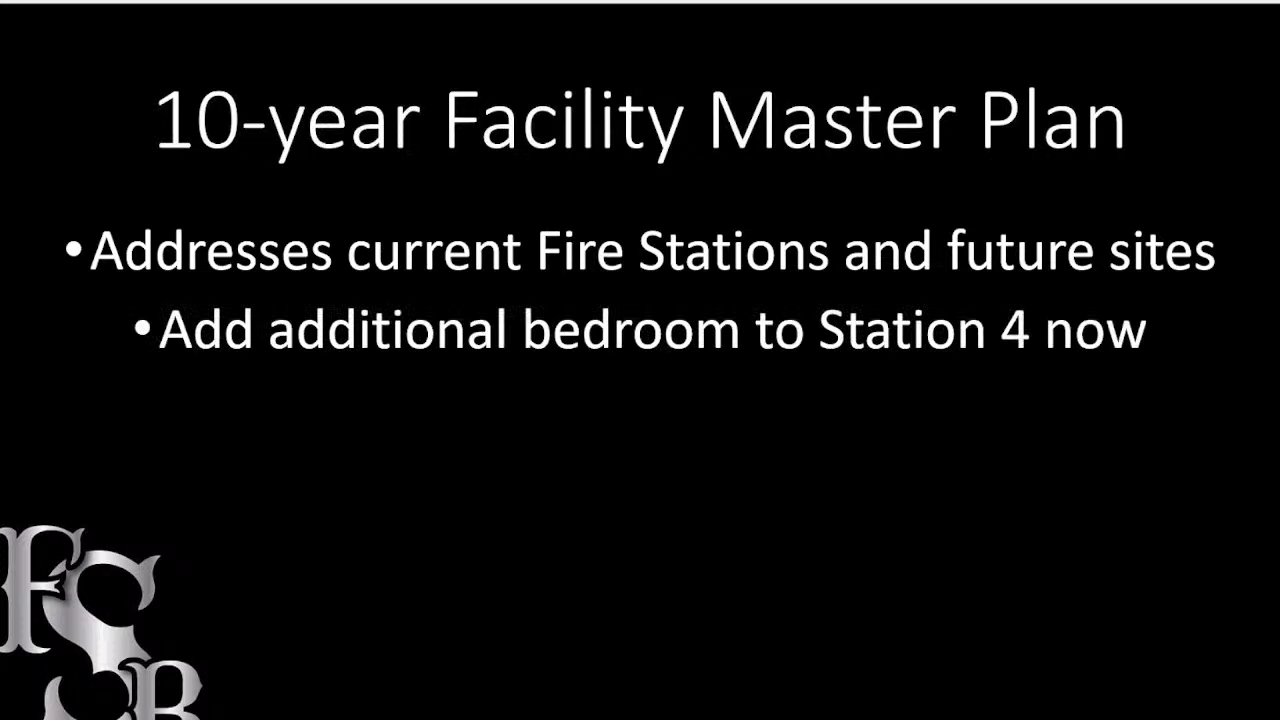 10-year Facility Master Plan
•Addresses current Fire Stations and future sites
•Add additional bedroom to Station 4 now
FS